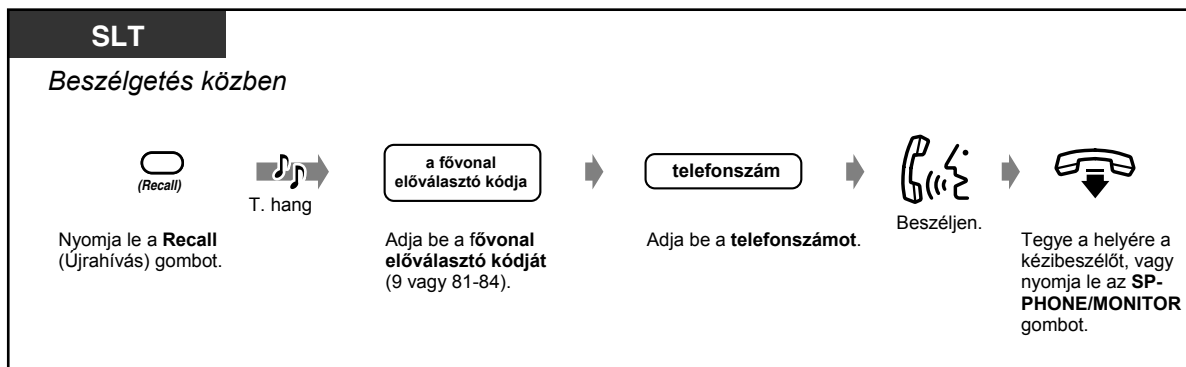 SLT
Beszélgetés közben
(Recall)
T. hang
a fővonal
előválasztó kódja
telefonszám
Beszéljen.
Nyomja le a Recall
(Újrahívás) gombot.
Adja be a fővonal
előválasztó kódját
(9 vagy 81-84).
Adja be a telefonszámot.
Tegye a helyére a
kézibeszélőt, vagy
nyomja le az SP-
PHONE/MONITOR
gombot.